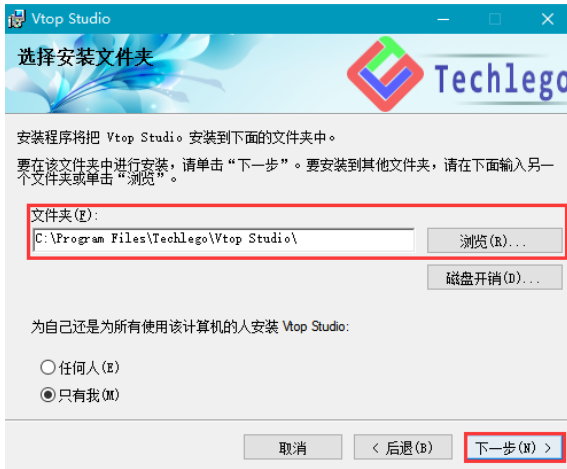 Vtop Studio
选择安装文件夹
Techlego
安装程序将把 Vtop Studio 安装到下面的文件夹中。
要在该文件夹中进行安装，请单击“下一步”。要安装到其他文件夹，请在下面输入另一
个文件夹或单击“浏览”。
文件夹(F):
C:\Program Files\Techlego\Vtop Studio\
浏览(R)...
磁盘开销(D)...
为自己还是为所有使用该计算机的人安装 Vtop Studio:
任何人(E)
只有我(M)
取消
< 后退(B)
下一步(N) >